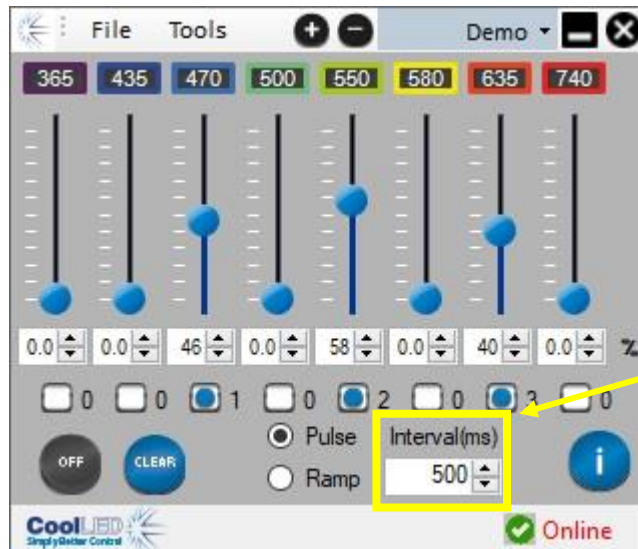 File Tools + - Demo
365 435 470 500 550 580 635 740
0.0 0.0 46 0.0 58 0.0 40 0.0 %
0 0 1 0 2 0 3 0
Pulse Interval(ms)
OFF CLEAR Ramp 500 i
CoolLED Online
Simply Better Control